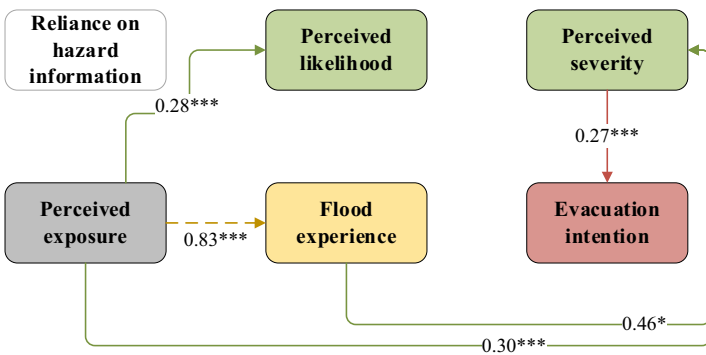 Reliance on
hazard
information
Perceived
likelihood
Perceived
severity
0.28***
0.27***
Perceived
exposure
0.83***
Flood
experience
Evacuation
intention
0.46*
0.30***